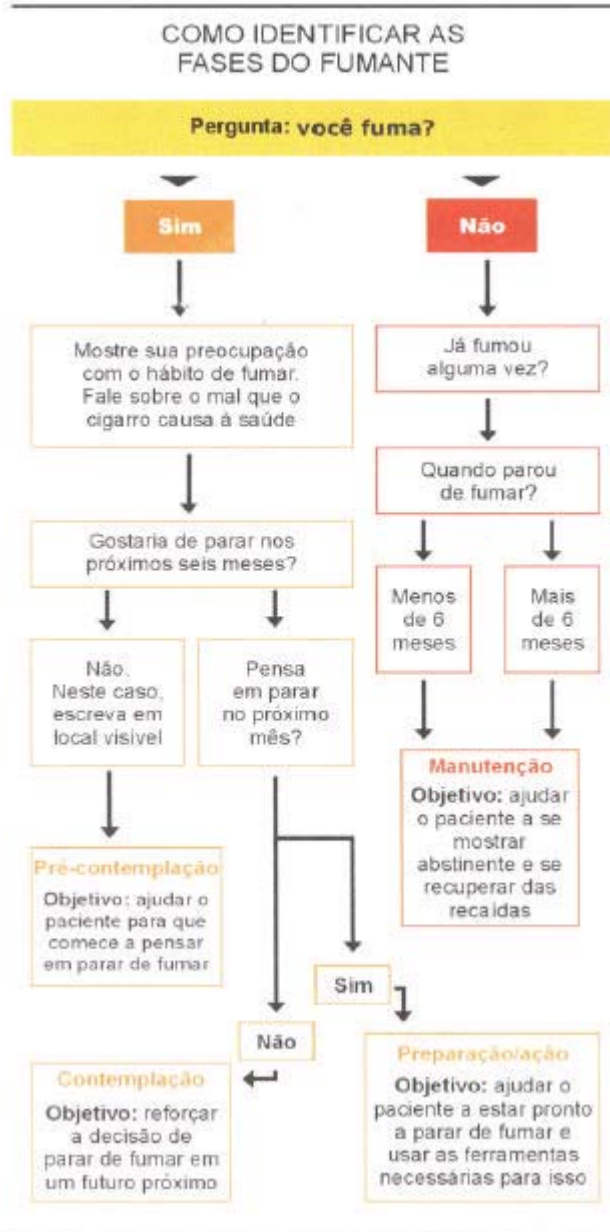 COMO IDENTIFICAR AS
FASES DO FUMANTE
Pergunta: você fuma?
Sim
Não
Mostre sua preocupação
com o hábito de fumar.
Fale sobre o mal que o
cigarro causa à saúde
Já fumou
alguma vez?
Quando parou
de fumar?
Gostaria de parar nos
próximos seis meses?
Menos
de 6
meses
Mais
de 6
meses
Não.
Neste caso,
escreva em
local visível
Pensa
em parar
no próximo
mês?
Manutenção
Objetivo: ajudar
o paciente a se
mostrar
abstinente e se
recuperar das
recaídas
Pré-contemplação
Objetivo: ajudar o
paciente para que
comece a pensar
em parar de fumar
Sim
Não
Contemplação
Objetivo: reforçar
a decisão de
parar de fumar em
um futuro próximo
Preparação/ação
Objetivo: ajudar o
paciente a estar pronto
a parar de fumar e
usar as ferramentas
necessárias para isso